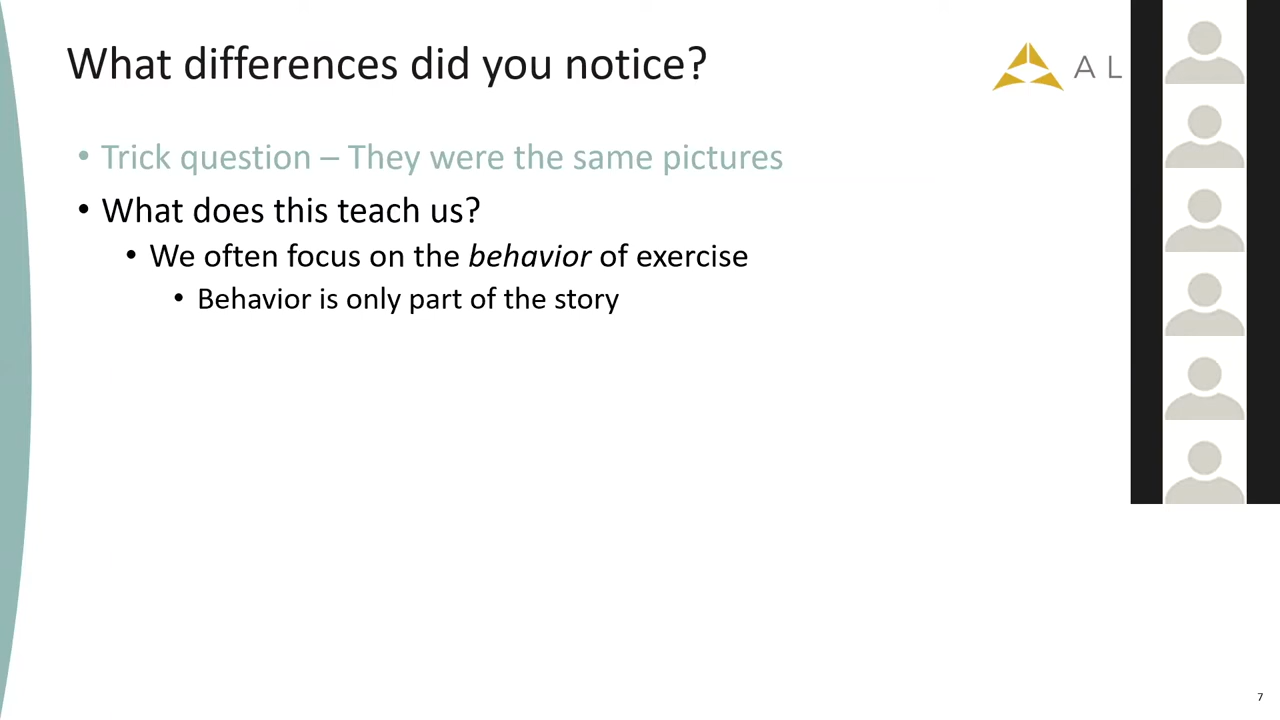 What differences did you notice?
A L
• Trick question – They were the same pictures
• What does this teach us?
• We often focus on the behavior of exercise
• Behavior is only part of the story
7